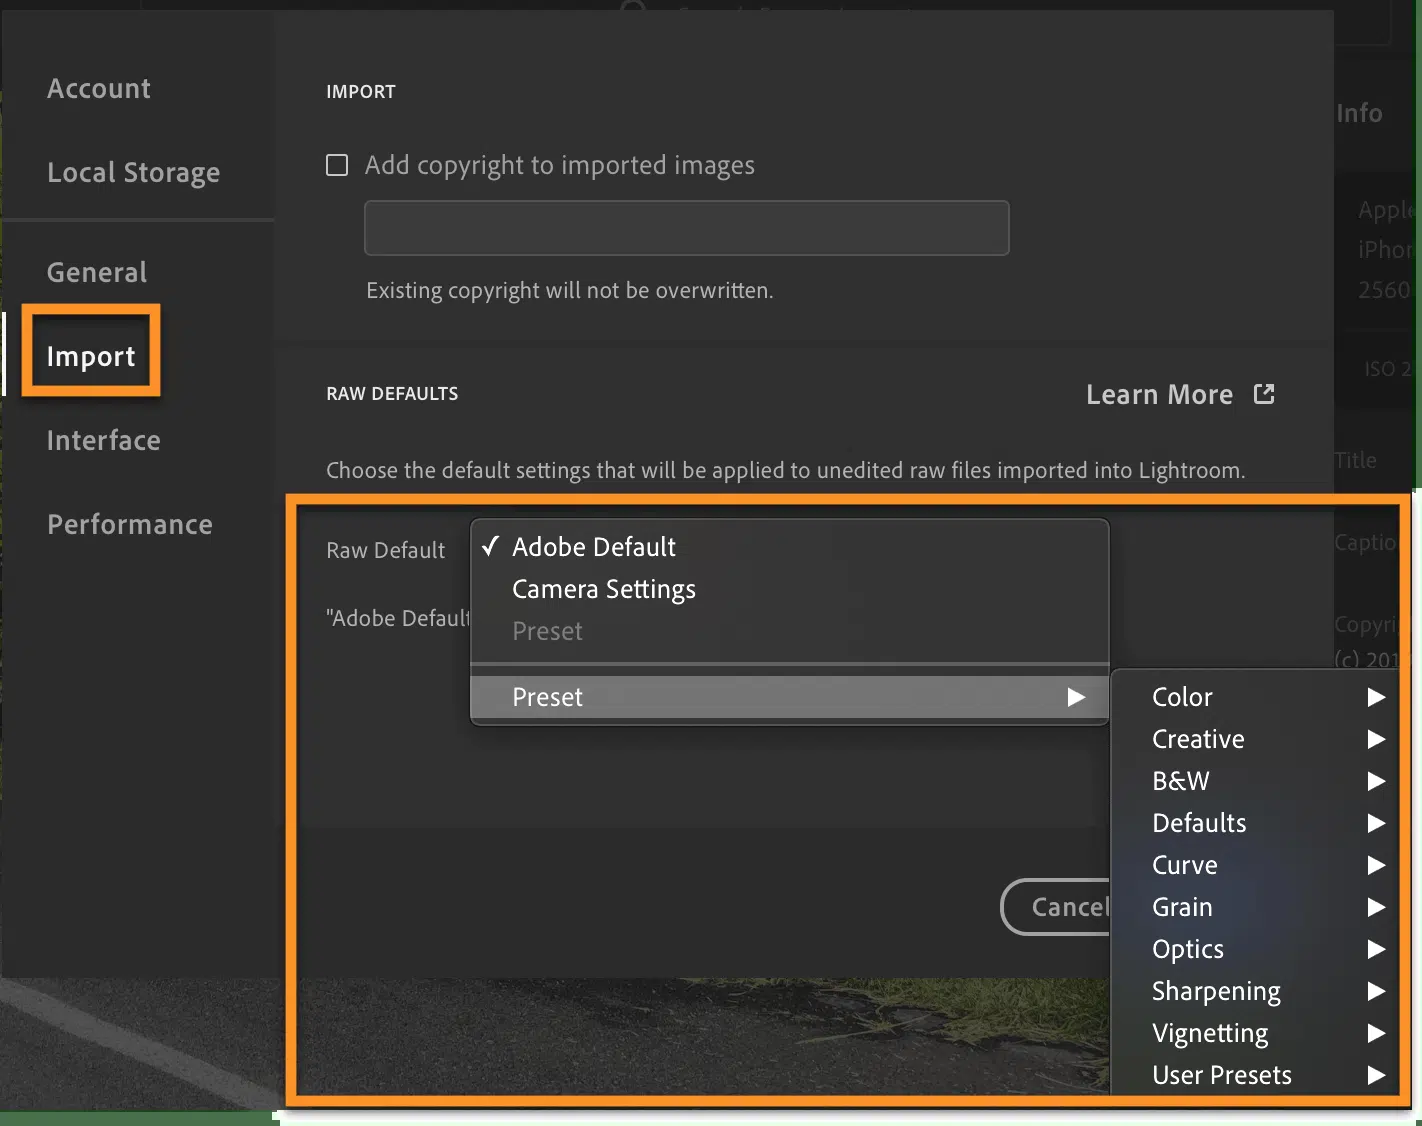 Account
Local Storage
General
Import
Interface
Performance
IMPORT
Add copyright to imported images
Existing copyright will not be overwritten.
RAW DEFAULTS
Learn More
Choose the default settings that will be applied to unedited raw files imported into Lightroom.
Raw Default
✓ Adobe Default
Camera Settings
Preset
"Adobe Default
Preset
Color
Creative
B&W
Defaults
Curve
Grain
Optics
Sharpening
Vignetting
User Presets
Cancel
Info
Apple
2560
ISO 2
Title
(c) 201